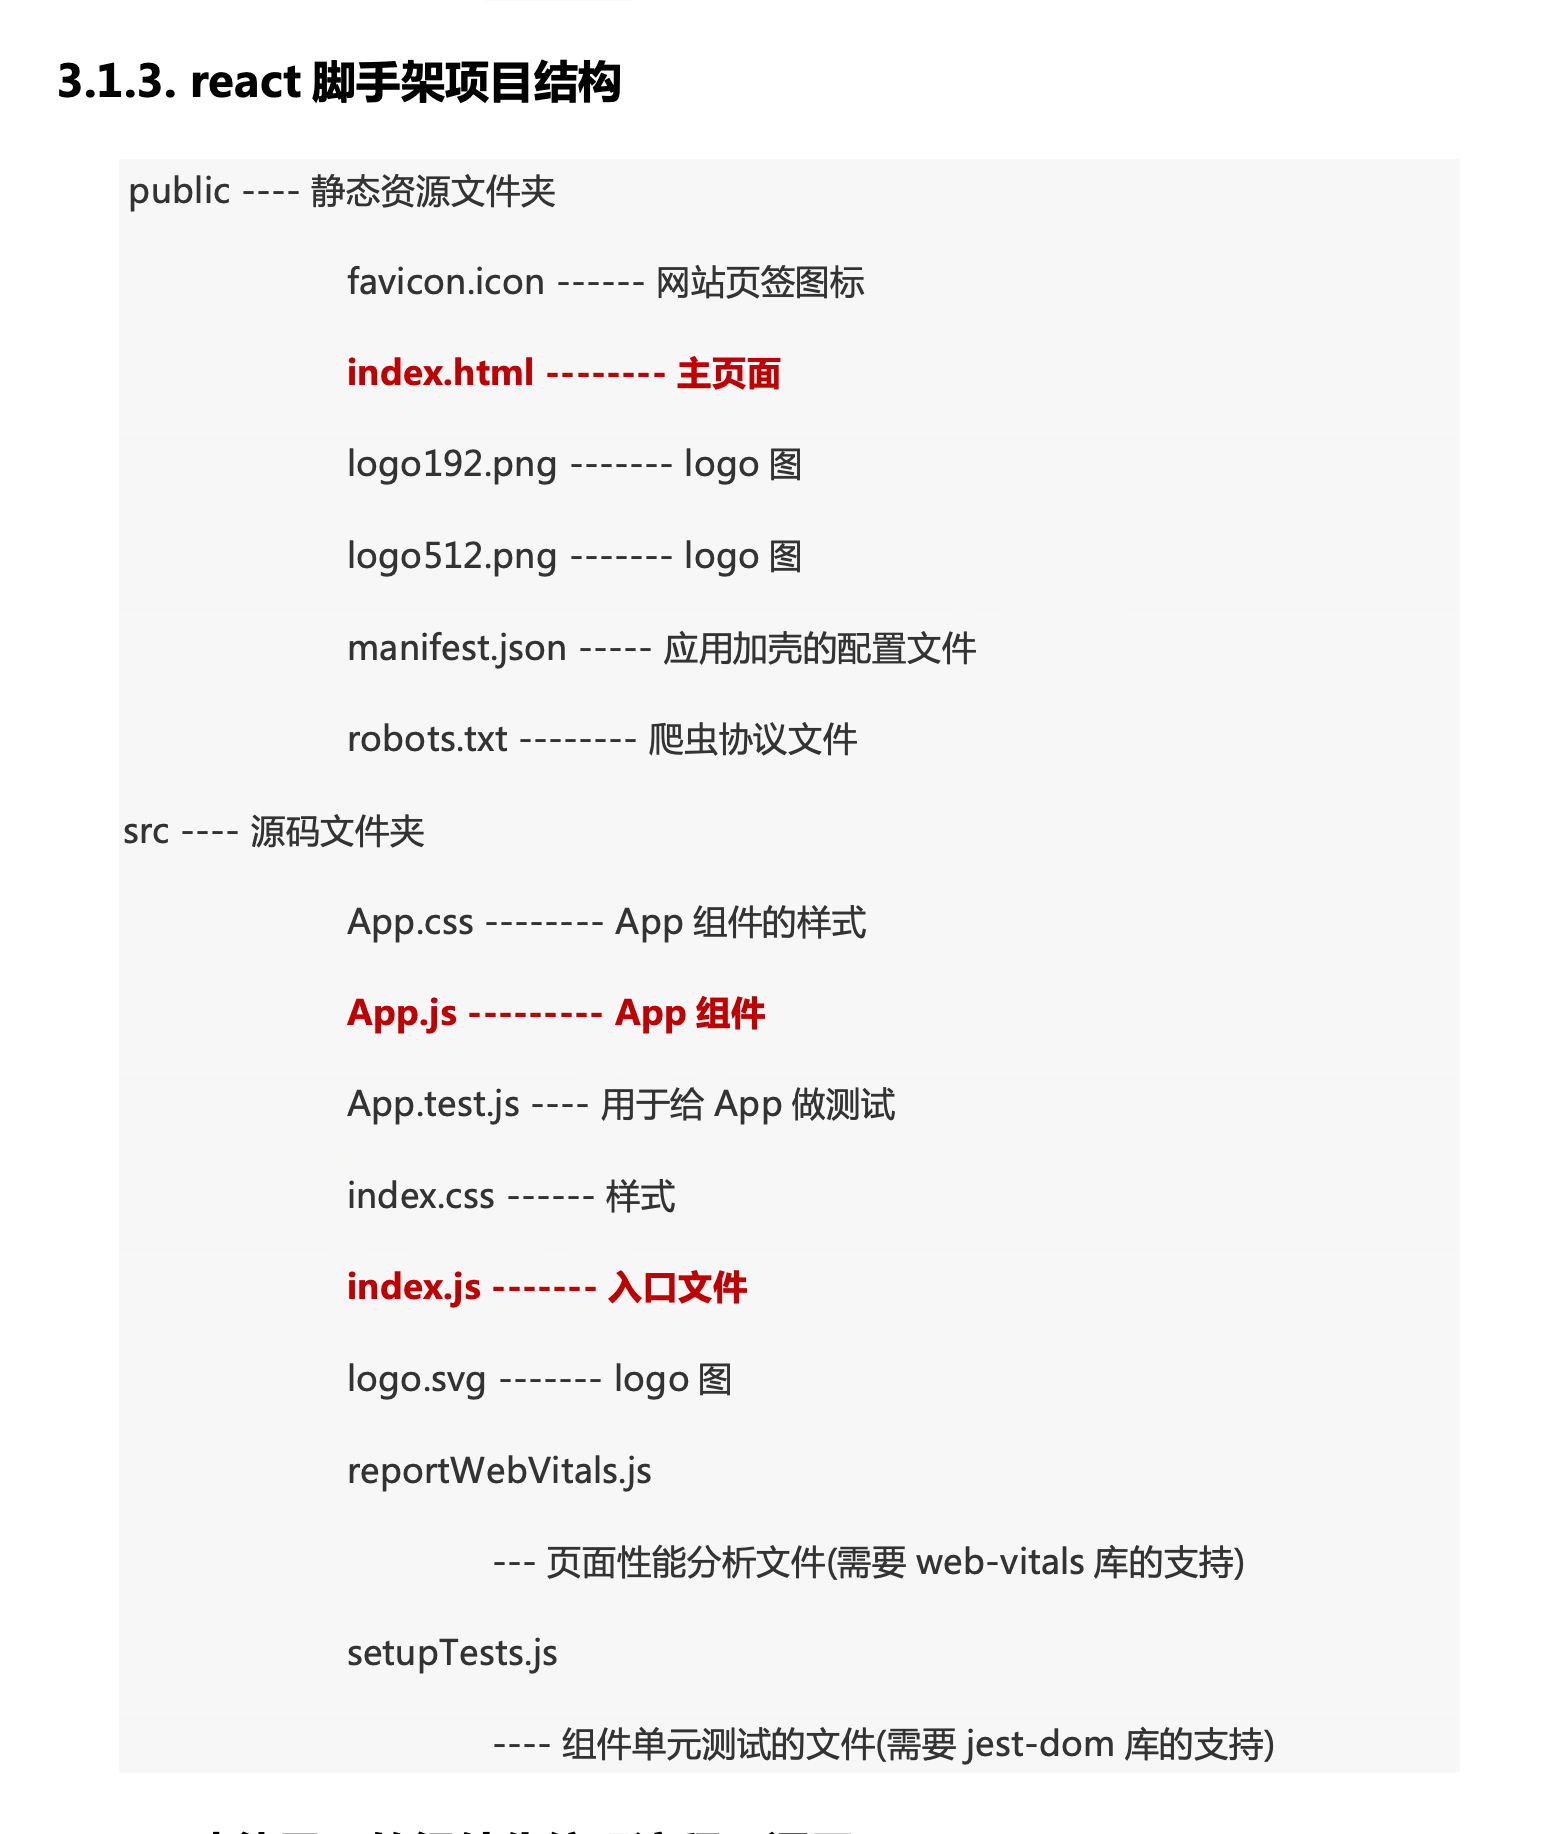 3.1.3. react 脚手架项目结构
public ---- 静态资源文件夹
favicon.icon ------ 网站页签图标
index.html -------- 主页面
logo192.png ------- logo 图
logo512.png ------- logo 图
manifest.json ----- 应用加壳的配置文件
robots.txt -------- 爬虫协议文件
src ---- 源码文件夹
App.css -------- App 组件的样式
App.js --------- App 组件
App.test.js ---- 用于给 App 做测试
index.css ------ 样式
index.js ------- 入口文件
logo.svg ------- logo 图
reportWebVitals.js
--- 页面性能分析文件(需要 web-vitals 库的支持)
setupTests.js
---- 组件单元测试的文件(需要 jest-dom 库的支持)